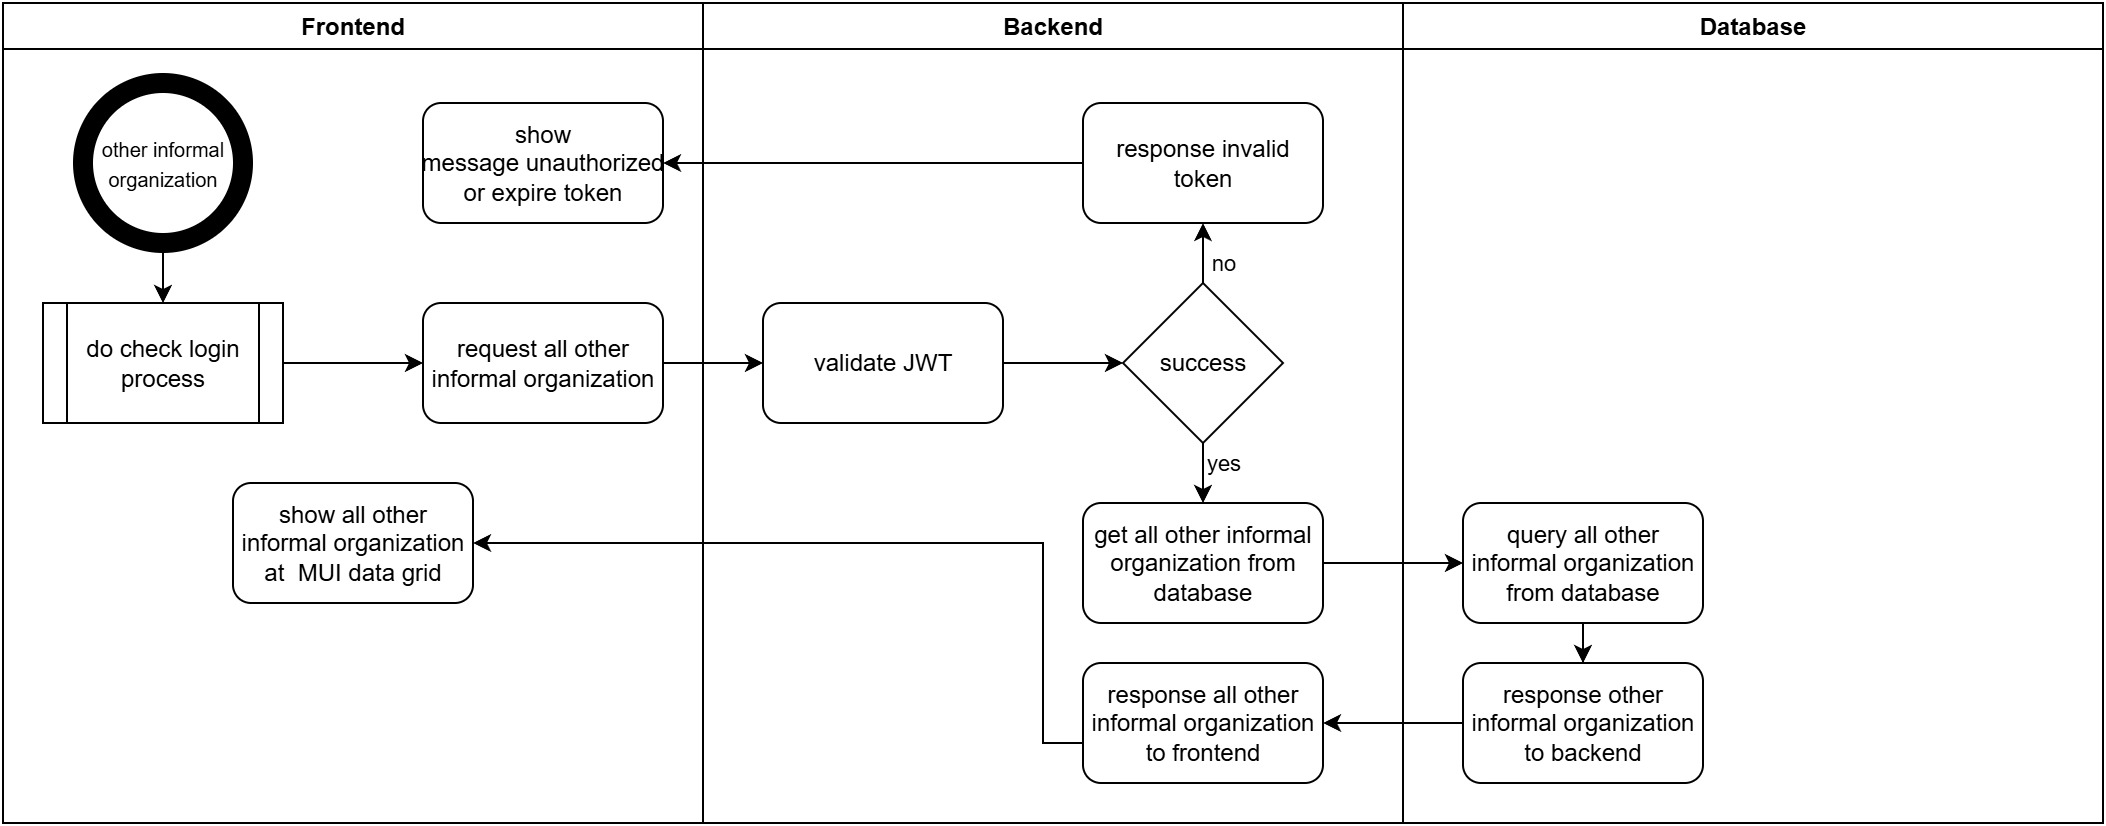 Frontend
Backend
Database
other informal
organization
show
message unauthorized
or expire token
response invalid
token
no
do check login
process
request all other
informal organization
validate JWT
success
yes
show all other
informal organization
at  MUI data grid
get all other informal
organization from
database
query all other
informal organization
from database
response all other
informal organization
to frontend
response other
informal organization
to backend